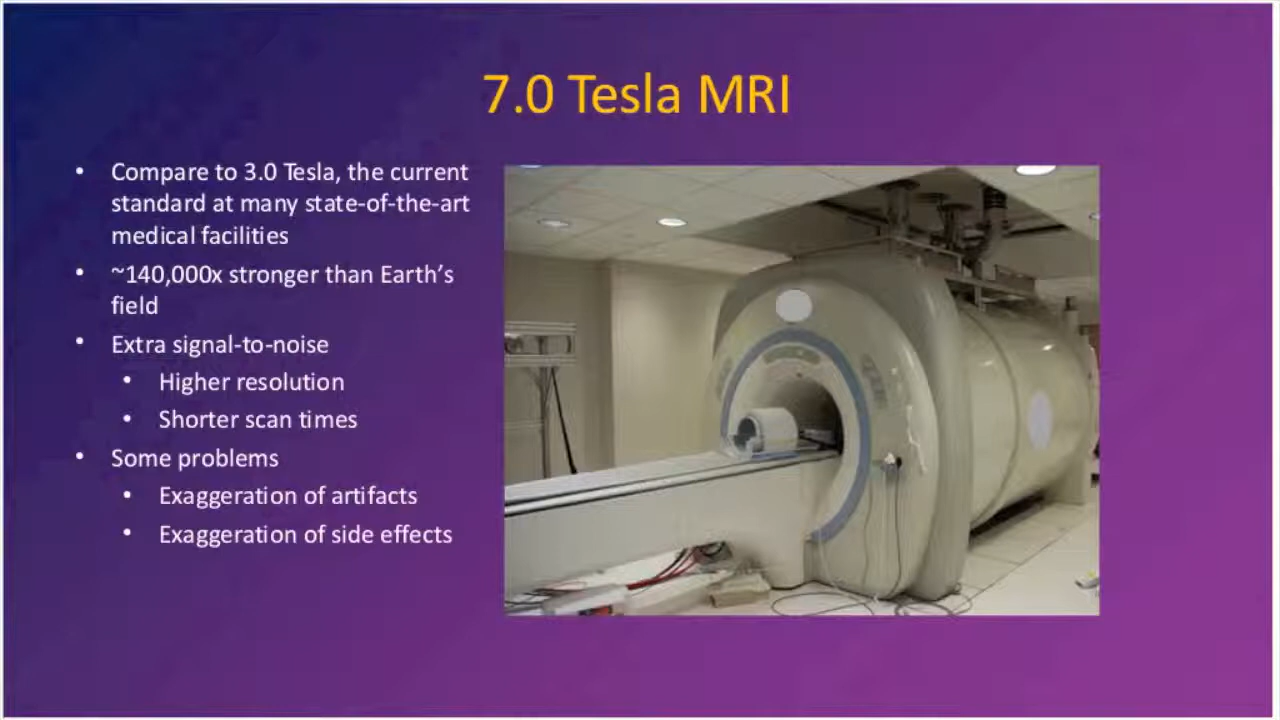 7.0 Tesla MRI
• Compare to 3.0 Tesla, the current
standard at many state-of-the-art
medical facilities
• ~140,000x stronger than Earth’s
field
• Extra signal-to-noise
• Higher resolution
• Shorter scan times
• Some problems
• Exaggeration of artifacts
• Exaggeration of side effects